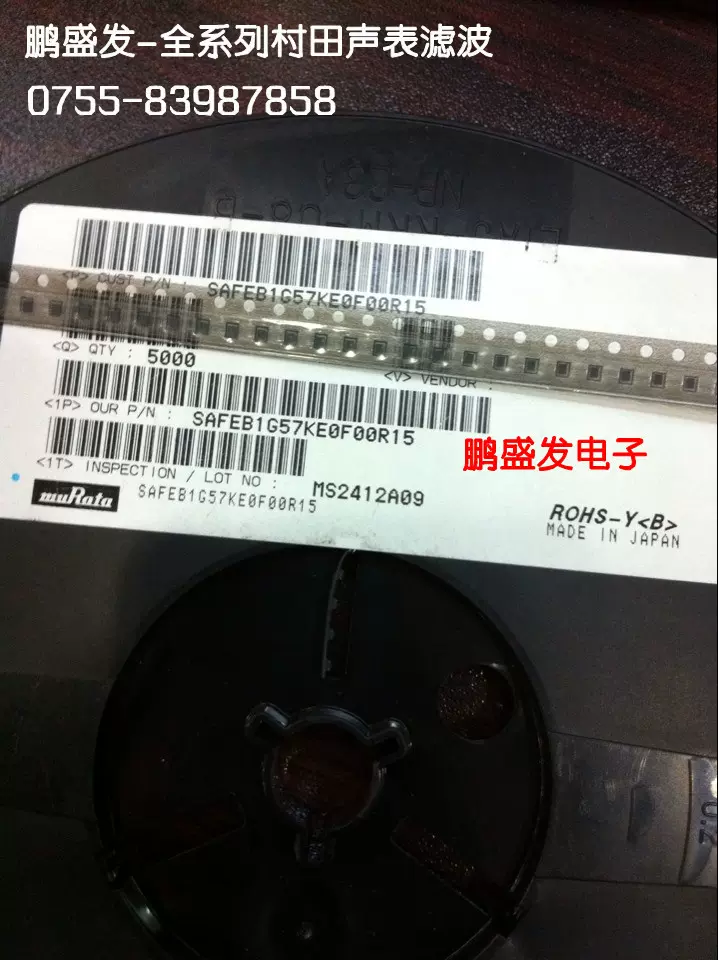 鹏盛发-全系列村田声表滤波
0755-83987858
<P> CUST P/N : SAFEB1G57KE0F00R15
<Q> QTY : 5000
<V> VENDOR :
<1P> OUR P/N : SAFEB1G57KE0F00R15
鹏盛发电子
<1T> INSPECTION / LOT NO : MS2412A09
muRata SAFEB1G57KE0F00R15
ROHS-Y<B>
MADE IN JAPAN